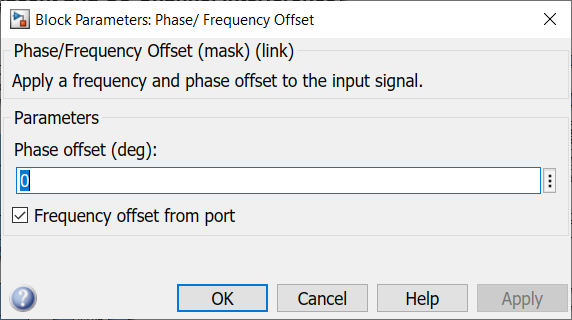 Block Parameters: Phase/ Frequency Offset
Phase/Frequency Offset (mask) (link)
Apply a frequency and phase offset to the input signal.
Parameters
Phase offset (deg):
0
Frequency offset from port
OK
Cancel
Help
Apply